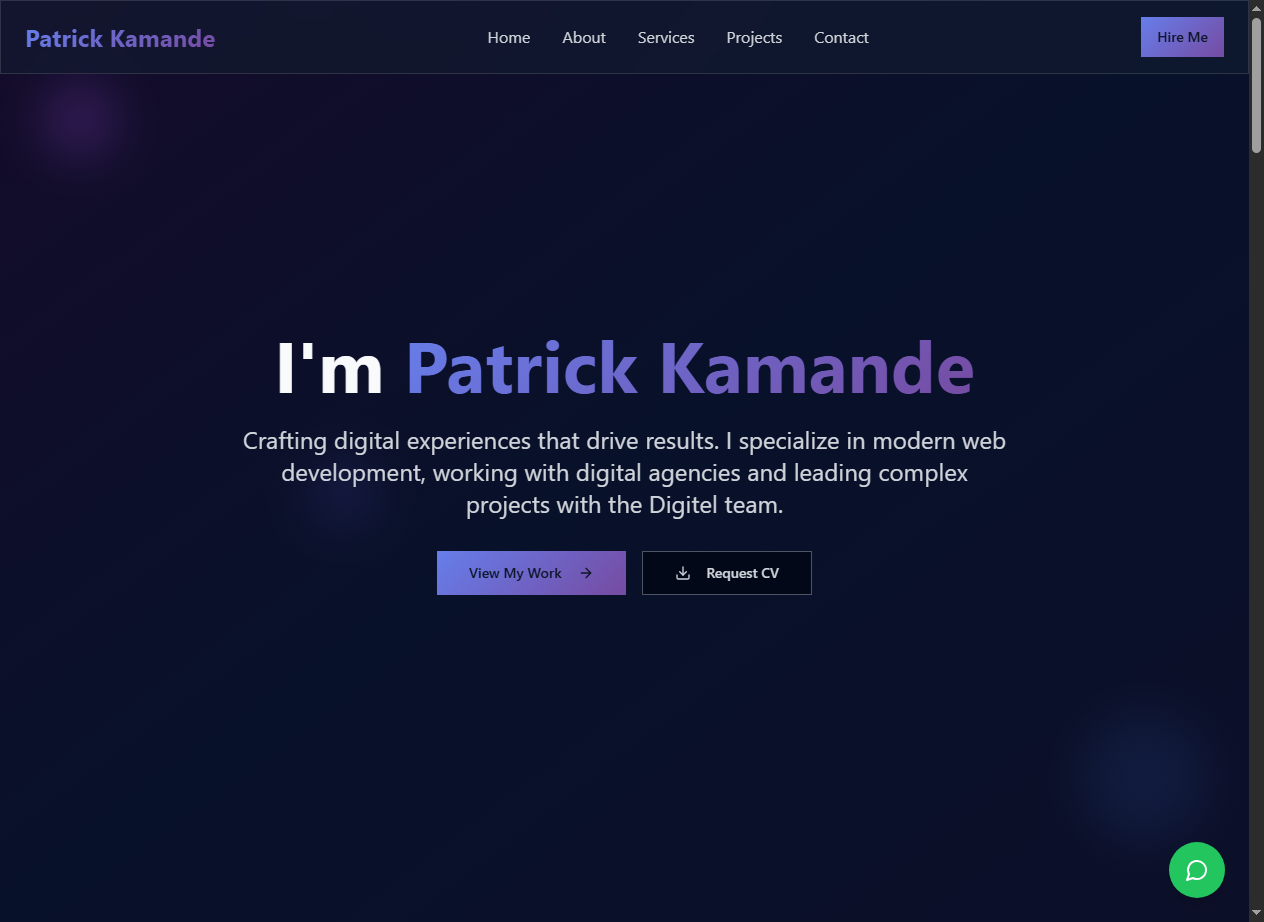 Patrick Kamande
Home
About
Services
Projects
Contact
Hire Me
I'm Patrick Kamande
Crafting digital experiences that drive results. I specialize in modern web
development, working with digital agencies and leading complex
projects with the Digitel team.
View My Work
Request CV